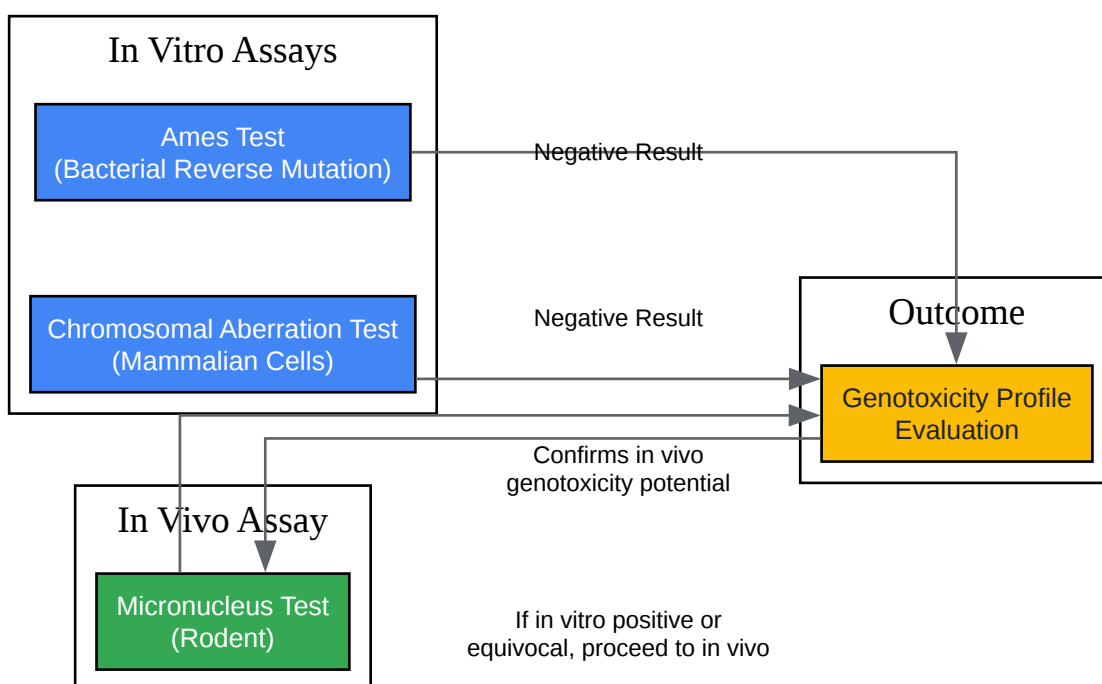 In Vitro Assays
Ames Test
(Bacterial Reverse Mutation)
Negative Result
Chromosomal Aberration Test
(Mammalian Cells)
Negative Result
Outcome
Genotoxicity Profile
Evaluation
Confirms in vivo
genotoxicity potential
In Vivo Assay
Micronucleus Test
(Rodent)
If in vitro positive or
equivocal, proceed to in vivo